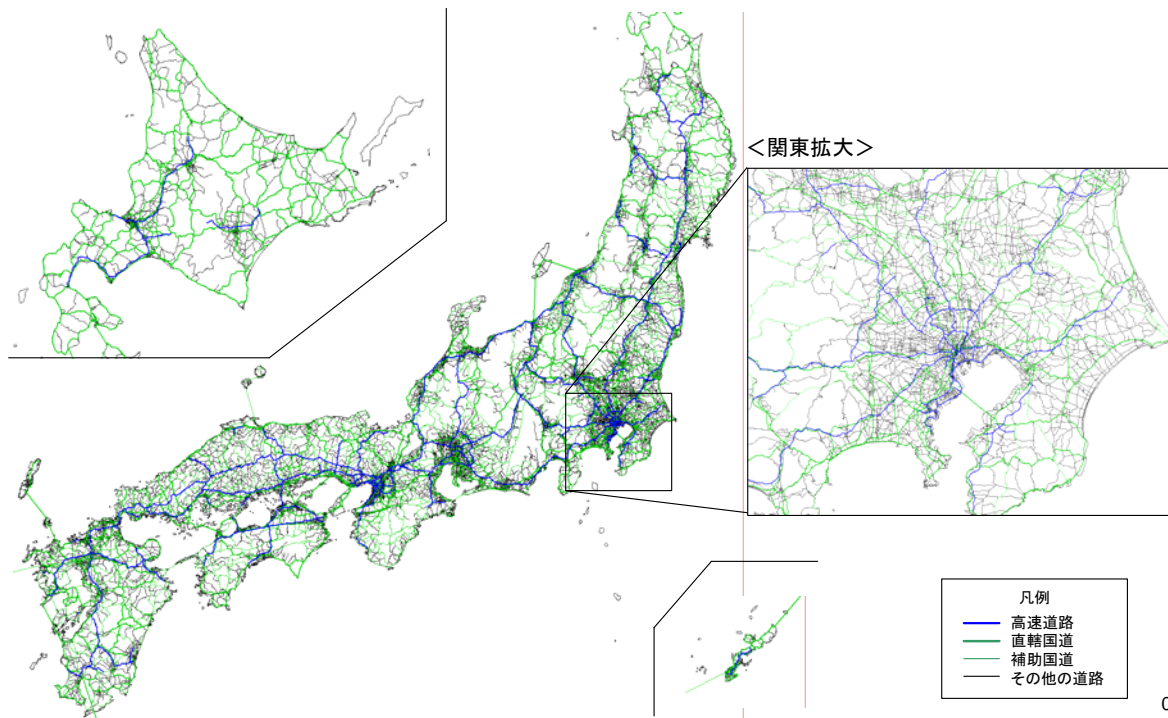 ＜関東拡大＞
凡例
高速道路
直轄国道
補助国道
その他の道路